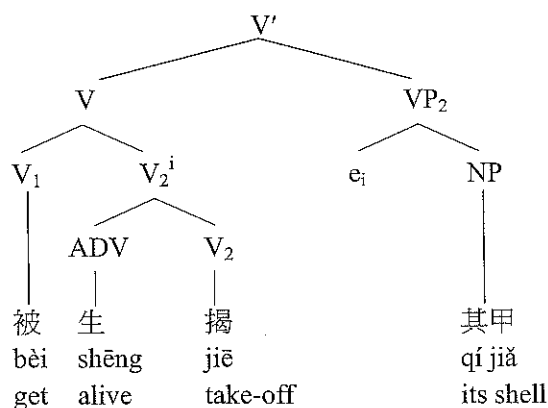 V′
V VP₂
V₁ V₂ⁱ eᵢ NP
ADV V₂
被 生 揭 其甲
bèi shēng jiē qí jiǎ
get alive take-off its shell